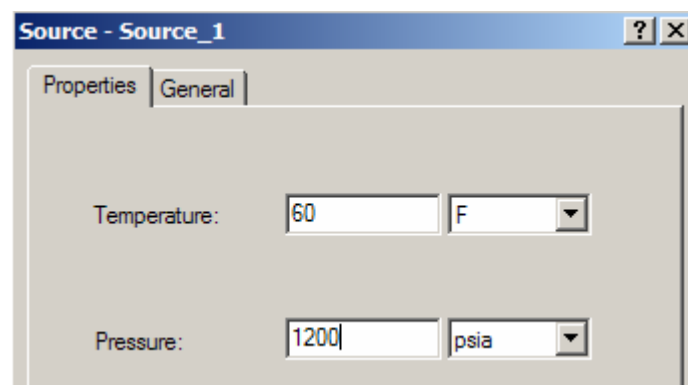 Source - Source_1
Properties General
Temperature: 60 F
Pressure: 1200 psia